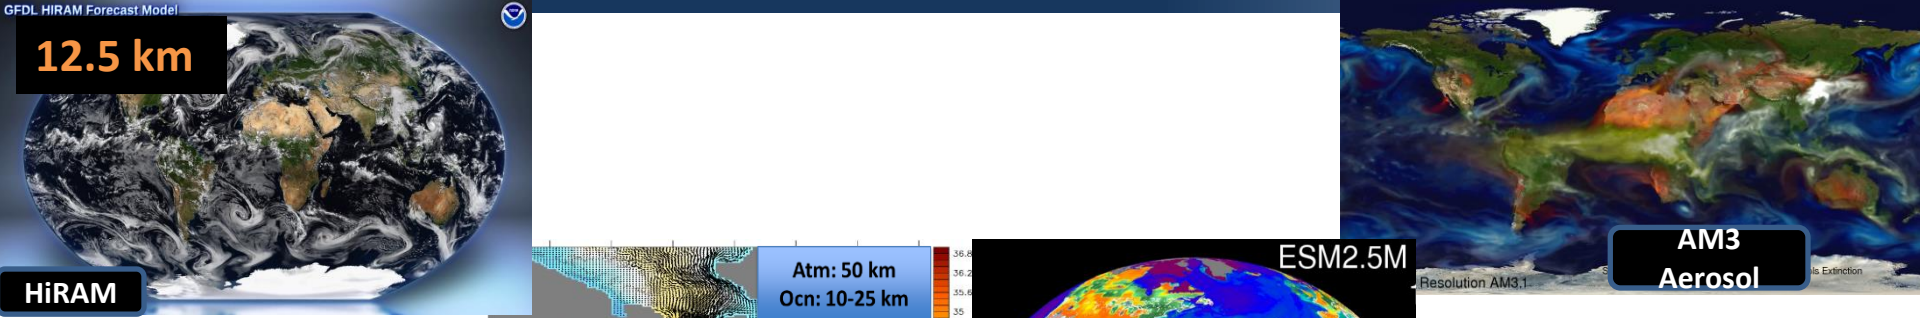 GFDL HIRAM Forecast Model
12.5 km
HiRAM
Atm: 50 km
Ocn: 10-25 km
36.8
36.2
35.6
35
ESM2.5M
Resolution AM3.1
AM3
Aerosol
Extinction